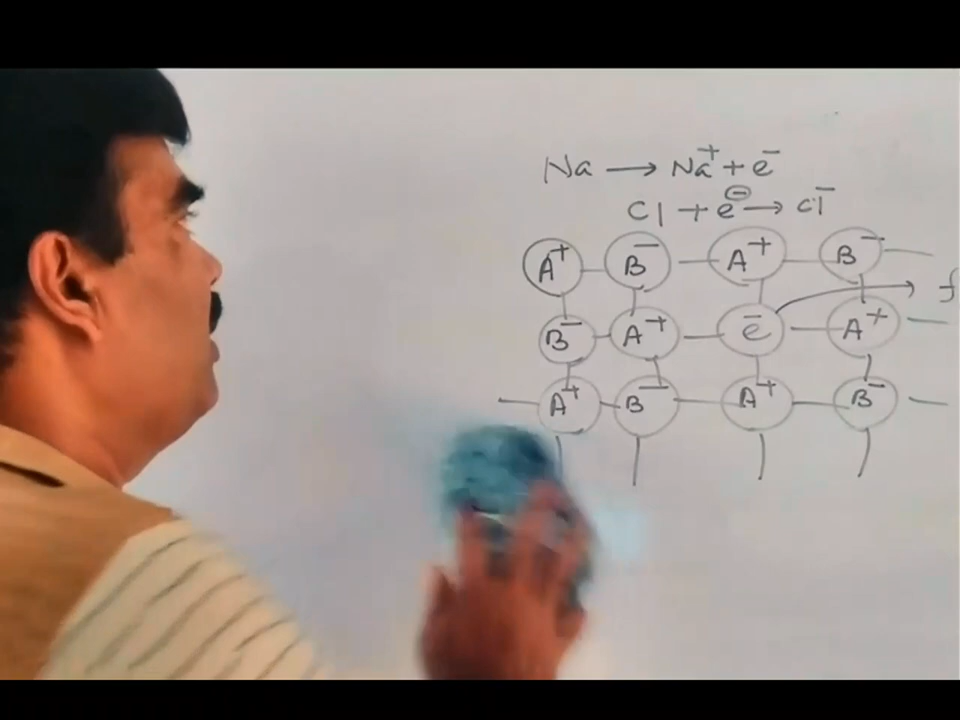 Na → Na⁺ + e⁻
Cl + e⊖ → Cl⁻
A⁺ B⁻ A⁺ B⁻
B⁻ A⁺ e⁻ A⁺ → f
A⁺ B⁻ A⁺ B⁻